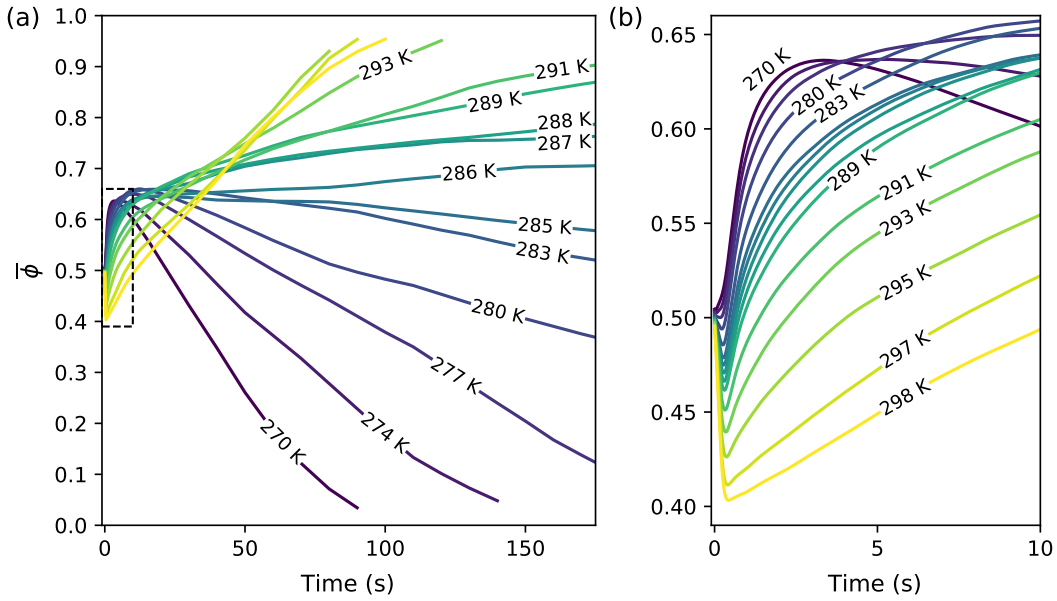 (a)
1.0
0.9
0.8
0.7
0.6
0.5
0.4
0.3
0.2
0.1
0.0
ϕ̅
0
50
100
150
Time (s)
293 K
291 K
289 K
288 K
287 K
286 K
285 K
283 K
280 K
277 K
274 K
270 K
(b)
0.65
0.60
0.55
0.50
0.45
0.40
0
5
10
Time (s)
270 K
280 K
283 K
289 K
291 K
293 K
295 K
297 K
298 K